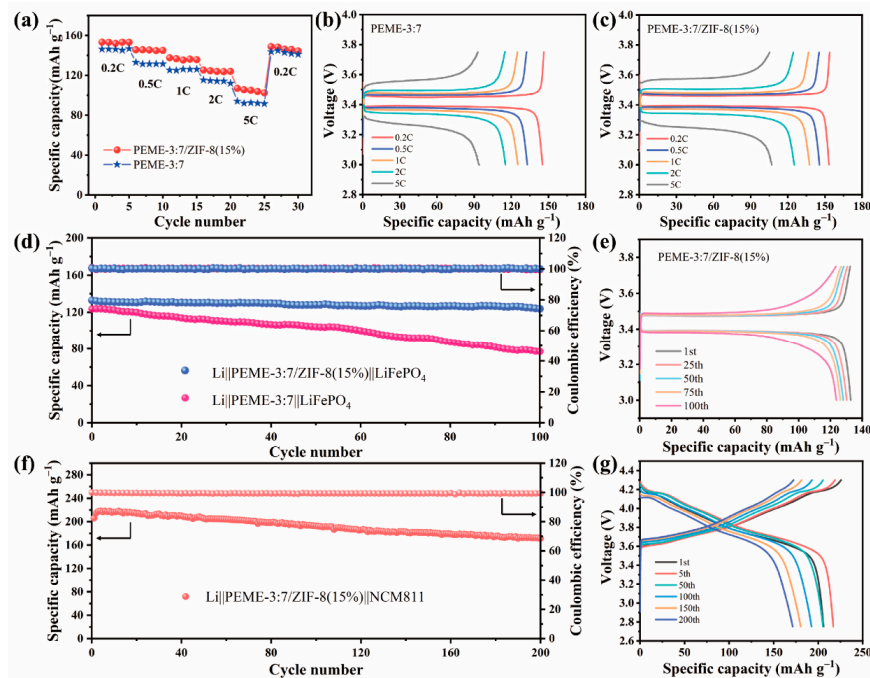 (a)
Specific capacity(mAh g⁻¹)
200
160
120
80
40
0
0.2C
0.5C
1C
2C
5C
0.2C
PEME-3:7/ZIF-8(15%)
PEME-3:7
0 5 10 15 20 25 30
Cycle number
(b)
PEME-3:7
Voltage (V)
4.0
3.6
3.2
2.8
0.2C
0.5C
1C
2C
5C
0 30 60 90 120 150 180
Specific capacity (mAh g⁻¹)
(c)
PEME-3:7/ZIF-8(15%)
Voltage (V)
4.0
3.6
3.2
2.8
0.2C
0.5C
1C
2C
5C
0 30 60 90 120 150 180
Specific capacity (mAh g⁻¹)
(d)
Specific capacity (mAh g⁻¹)
200
160
120
80
40
0
Li||PEME-3:7/ZIF-8(15%)||LiFePO₄
Li||PEME-3:7||LiFePO₄
120
100
80
60
40
20
0
Coulombic efficiency (%)
0 20 40 60 80 100
Cycle number
(e)
PEME-3:7/ZIF-8(15%)
Voltage (V)
4.0
3.8
3.6
3.4
3.2
3.0
2.8
1st
25th
50th
75th
100th
0 20 40 60 80 100 120 140
Specific capacity (mAh g⁻¹)
(f)
Specific capacity (mAh g⁻¹)
280
240
200
160
120
80
40
0
Li||PEME-3:7/ZIF-8(15%)||NCM811
120
100
80
60
40
20
0
Coulombic efficiency (%)
0 40 80 120 160 200
Cycle number
(g)
Voltage (V)
4.4
4.2
4.0
3.8
3.6
3.4
3.2
3.0
2.8
2.6
1st
5th
50th
100th
150th
200th
0 50 100 150 200 250
Specific capacity (mAh g⁻¹)